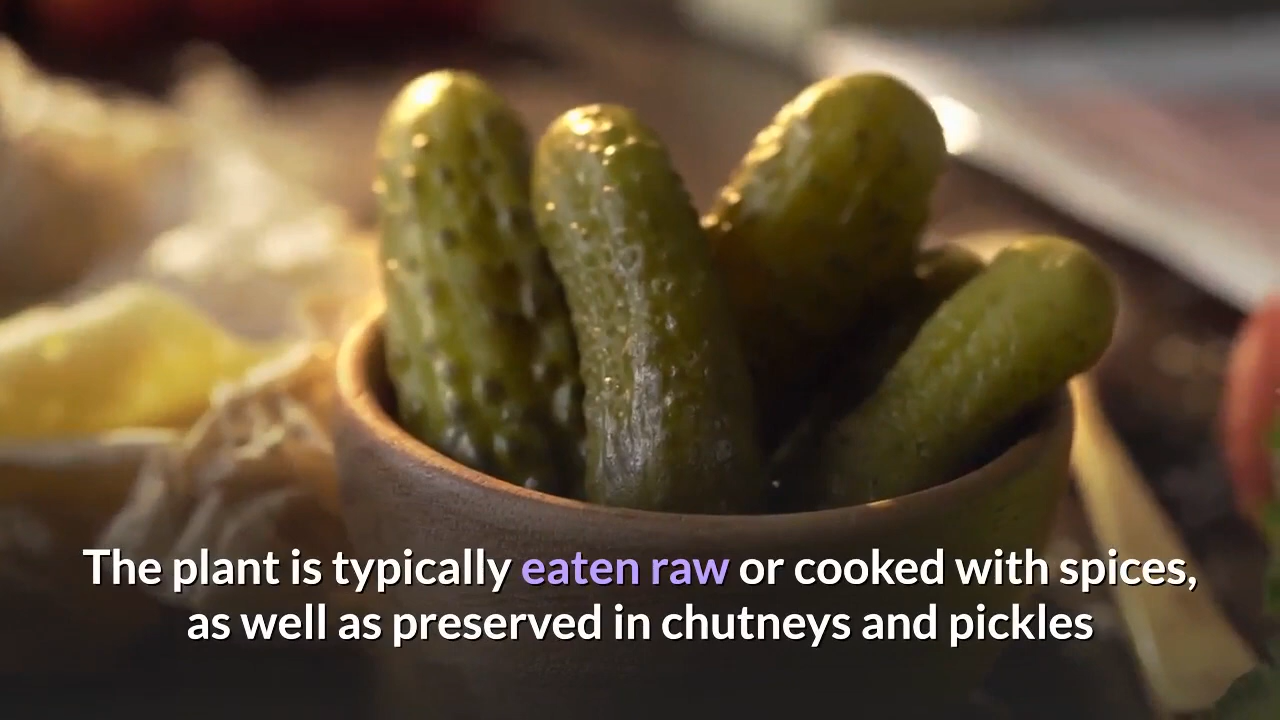 The plant is typically eaten raw or cooked with spices,
as well as preserved in chutneys and pickles